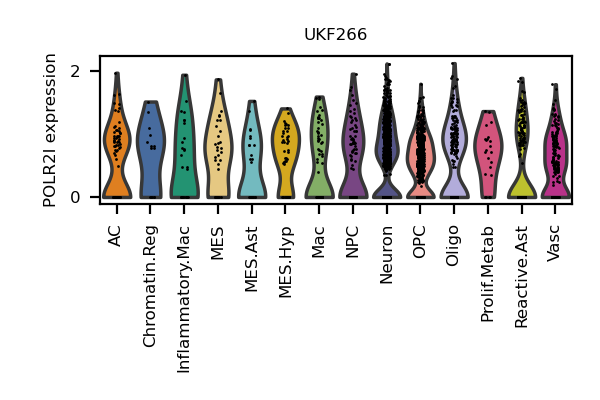 UKF266
POLR2I expression
2
0
AC
Chromatin.Reg
Inflammatory.Mac
MES
MES.Ast
MES.Hyp
Mac
NPC
Neuron
OPC
Oligo
Prolif.Metab
Reactive.Ast
Vasc